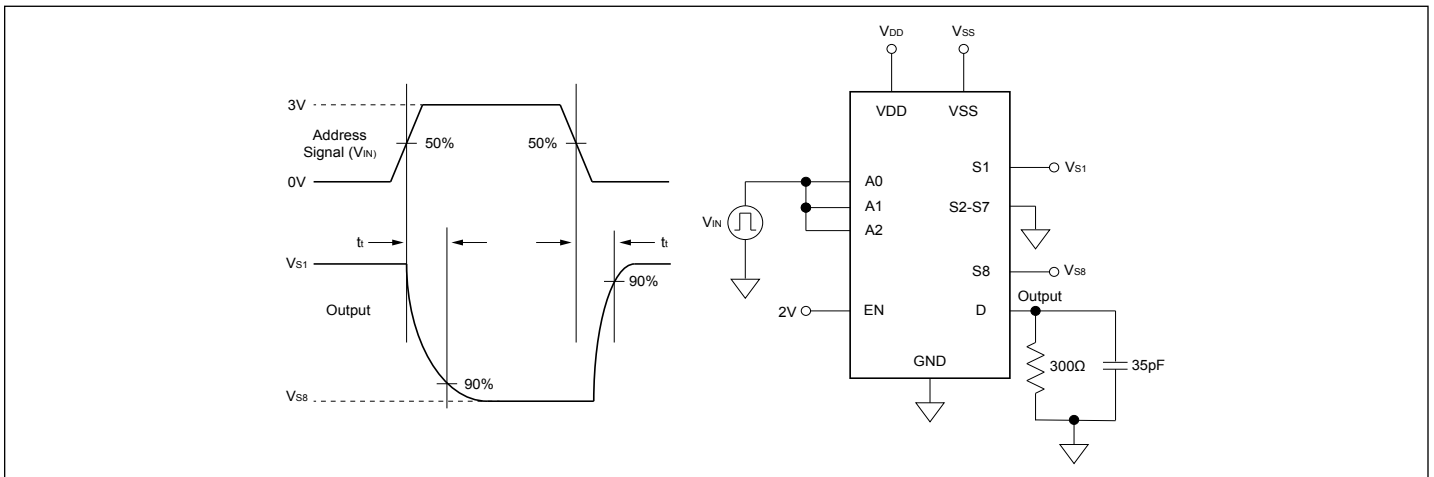 3V
Address
Signal (VIN)
50%
50%
0V
tt
tt
VS1
90%
Output
90%
VS8
VDD
VSS
VDD
VSS
S1
VS1
A0
A1
S2-S7
A2
VIN
S8
VS8
Output
2V
EN
D
GND
300Ω
35pF